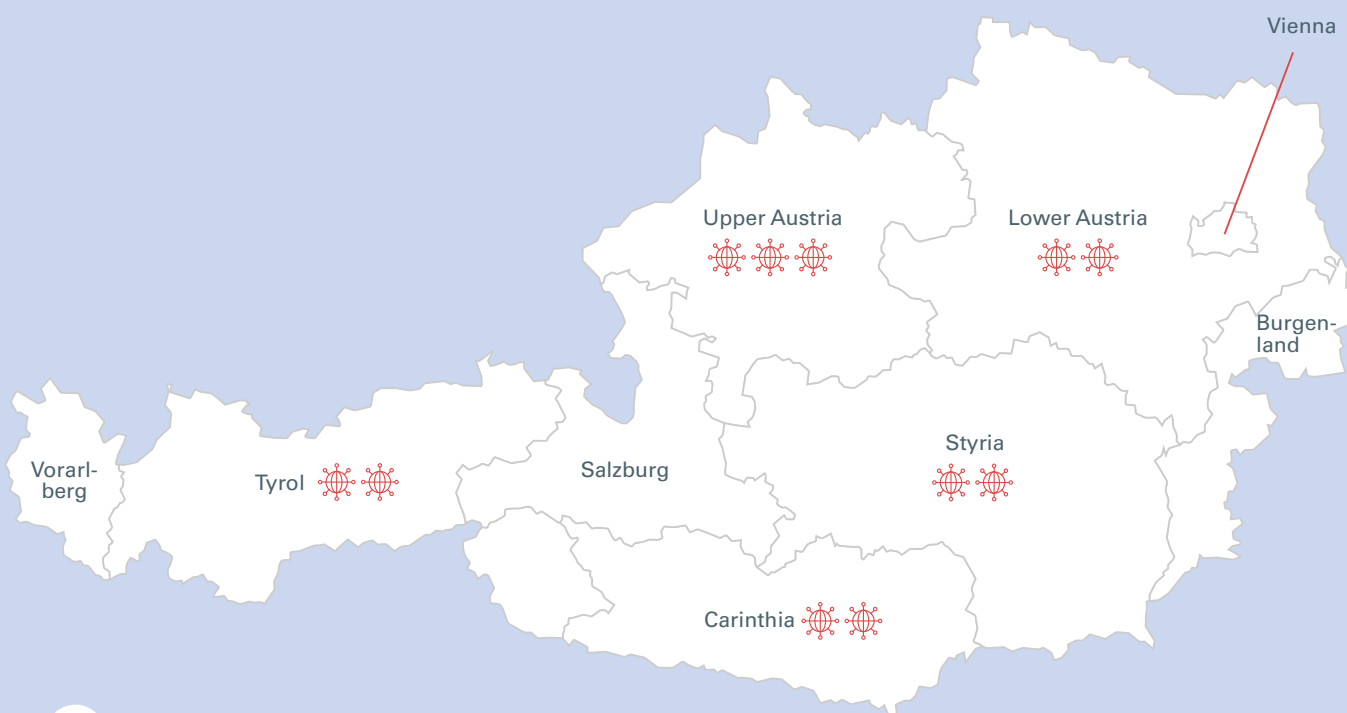 Vienna
Upper Austria
Lower Austria
Burgen-
land
Styria
Vorarl-
berg
Tyrol
Salzburg
Carinthia